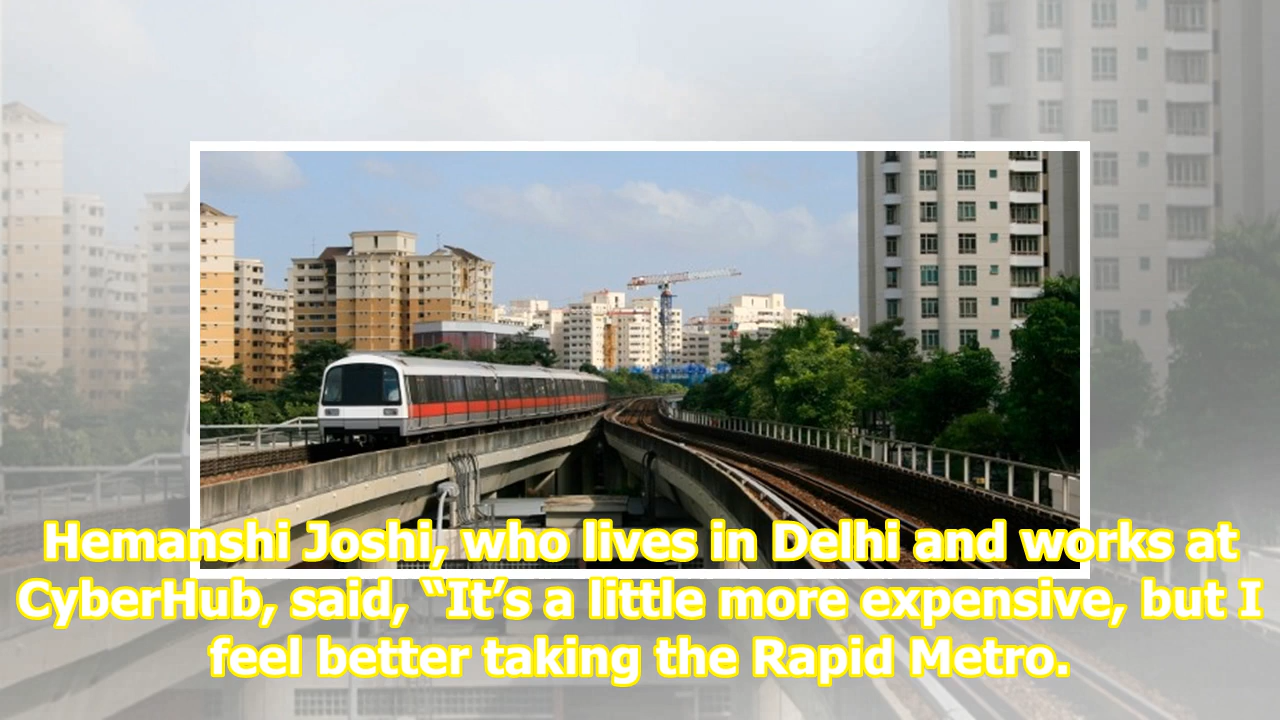 Hemanshi Joshi, who lives in Delhi and works at
CyberHub, said, “It’s a little more expensive, but I
feel better taking the Rapid Metro.